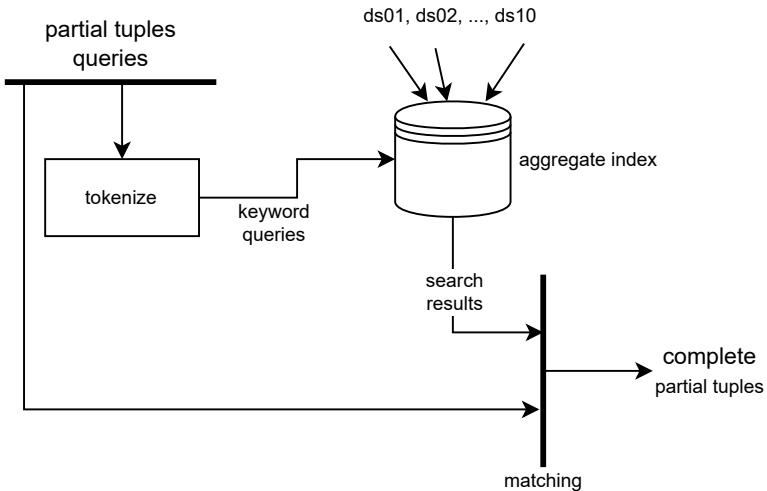 ds01, ds02, ..., ds10
partial tuples
queries
aggregate index
tokenize
keyword
queries
search
results
complete
partial tuples
matching